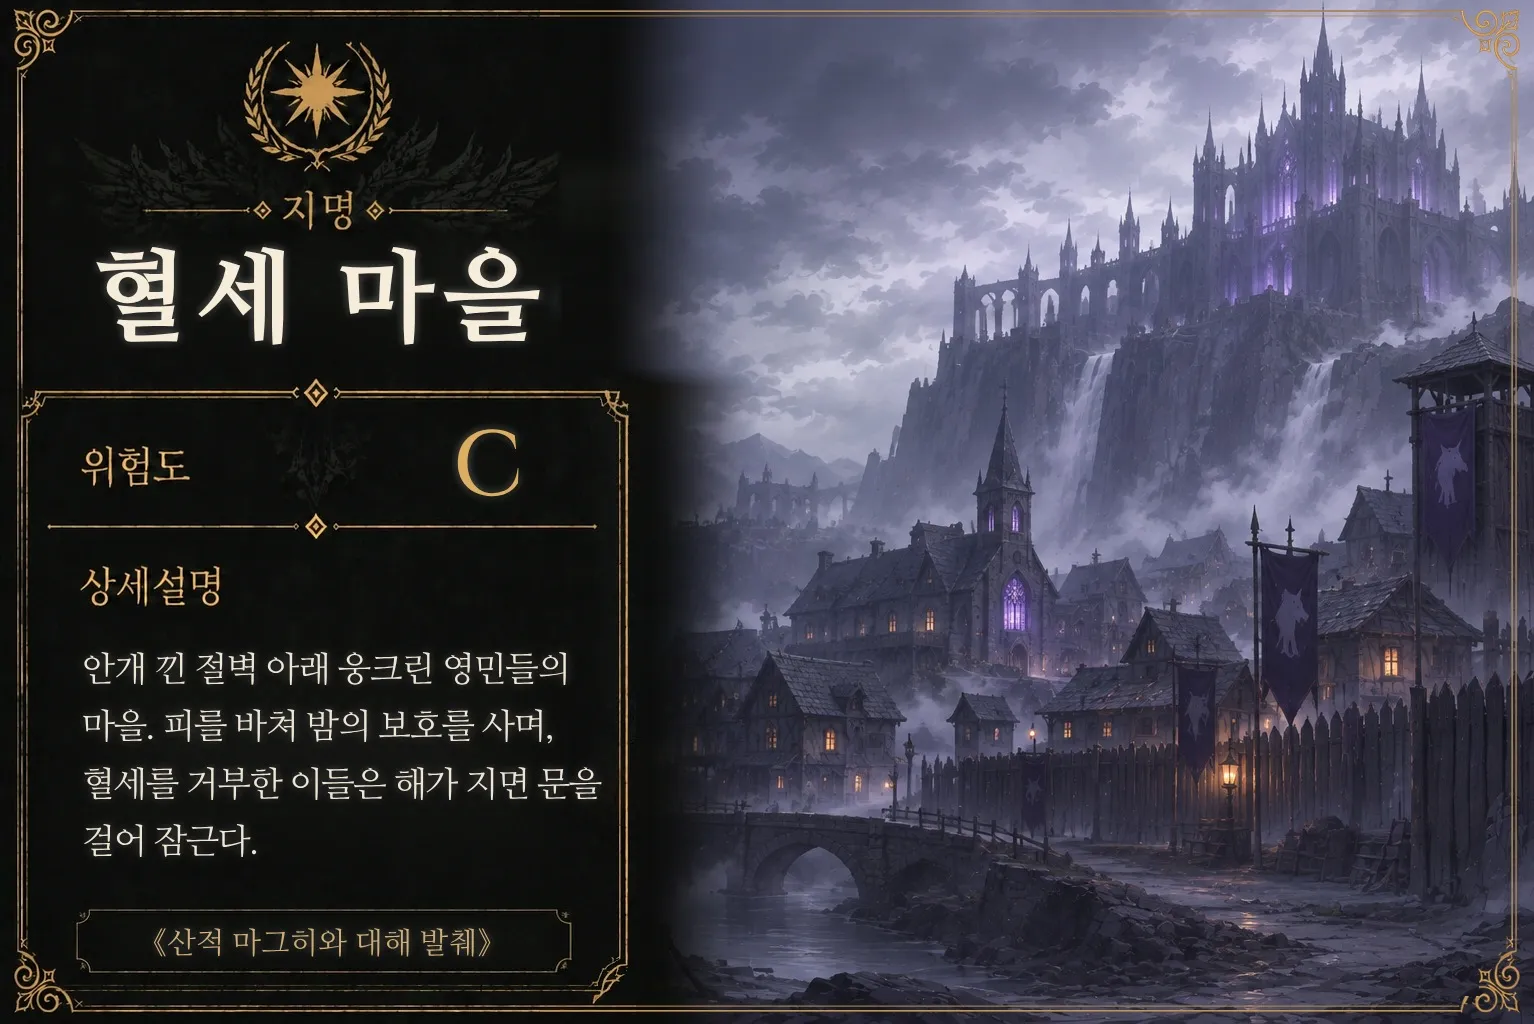 지명
혈세 마을
위험도
C
상세설명
안개 낀 절벽 아래 웅크린 영민들의
마을. 피를 바쳐 밤의 보호를 사며,
혈세를 거부한 이들은 해가 지면 문을
걸어 잠근다.
《산적 마그히와 대해 발췌》